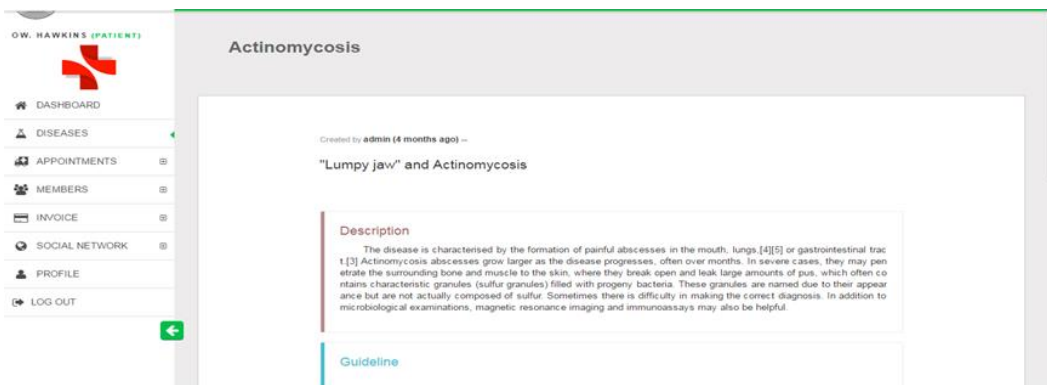 OW. HAWKINS (PATIENT)
DASHBOARD
DISEASES
APPOINTMENTS
MEMBERS
INVOICE
SOCIAL NETWORK
PROFILE
LOG OUT
Actinomycosis
Created by admin (4 months ago) --
"Lumpy jaw" and Actinomycosis
Description
The disease is characterised by the formation of painful abscesses in the mouth, lungs,[4][5] or gastrointestinal trac
t.[3] Actinomycosis abscesses grow larger as the disease progresses, often over months. In severe cases, they may pen
etrate the surrounding bone and muscle to the skin, where they break open and leak large amounts of pus, which often co
ntains characteristic granules (sulfur granules) filled with progeny bacteria. These granules are named due to their appear
ance but are not actually composed of sulfur. Sometimes there is difficulty in making the correct diagnosis. In addition to
microbiological examinations, magnetic resonance imaging and immunoassays may also be helpful.
Guideline